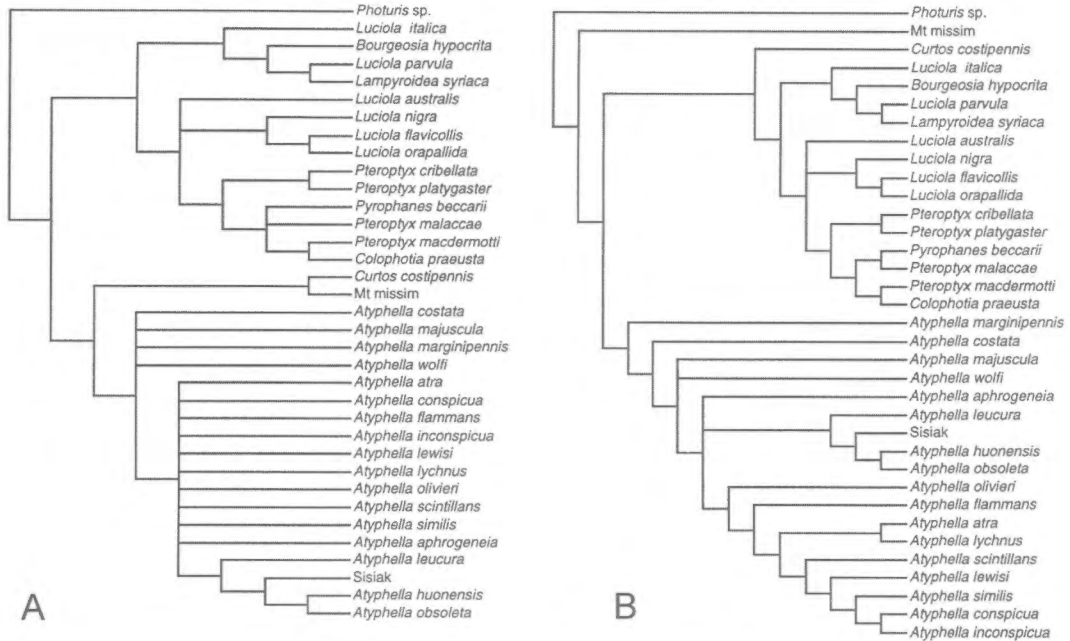 Photuris sp.
Luciola italica
Bourgeosia hypocrita
Luciola parvula
Lampyroidea syriaca
Luciola australis
Luciola nigra
Luciola flavicollis
Luciola orapallida
Pteroptyx cribellata
Pteroptyx platygaster
Pyrophanes beccarii
Pteroptyx malaccae
Pteroptyx macdermotti
Colophotia praeusta
Curtos costipennis
Mt missim
Atyphella costata
Atyphella majuscula
Atyphella marginipennis
Atyphella wolfi
Atyphella atra
Atyphella conspicua
Atyphella flammans
Atyphella inconspicua
Atyphella lewisi
Atyphella lychnus
Atyphella olivieri
Atyphella scintillans
Atyphella similis
Atyphella aphrogeneia
Atyphella leucura
Sisiak
Atyphella huonensis
Atyphella obsoleta
A
Photuris sp.
Mt missim
Curtos costipennis
Luciola italica
Bourgeosia hypocrita
Luciola parvula
Lampyroidea syriaca
Luciola australis
Luciola nigra
Luciola flavicollis
Luciola orapallida
Pteroptyx cribellata
Pteroptyx platygaster
Pyrophanes beccarii
Pteroptyx malaccae
Pteroptyx macdermotti
Colophotia praeusta
Atyphella marginipennis
Atyphella costata
Atyphella majuscula
Atyphella wolfi
Atyphella aphrogeneia
Atyphella leucura
Sisiak
Atyphella huonensis
Atyphella obsoleta
Atyphella olivieri
Atyphella flammans
Atyphella atra
Atyphella lychnus
Atyphella scintillans
Atyphella lewisi
Atyphella similis
Atyphella conspicua
Atyphella inconspicua
B